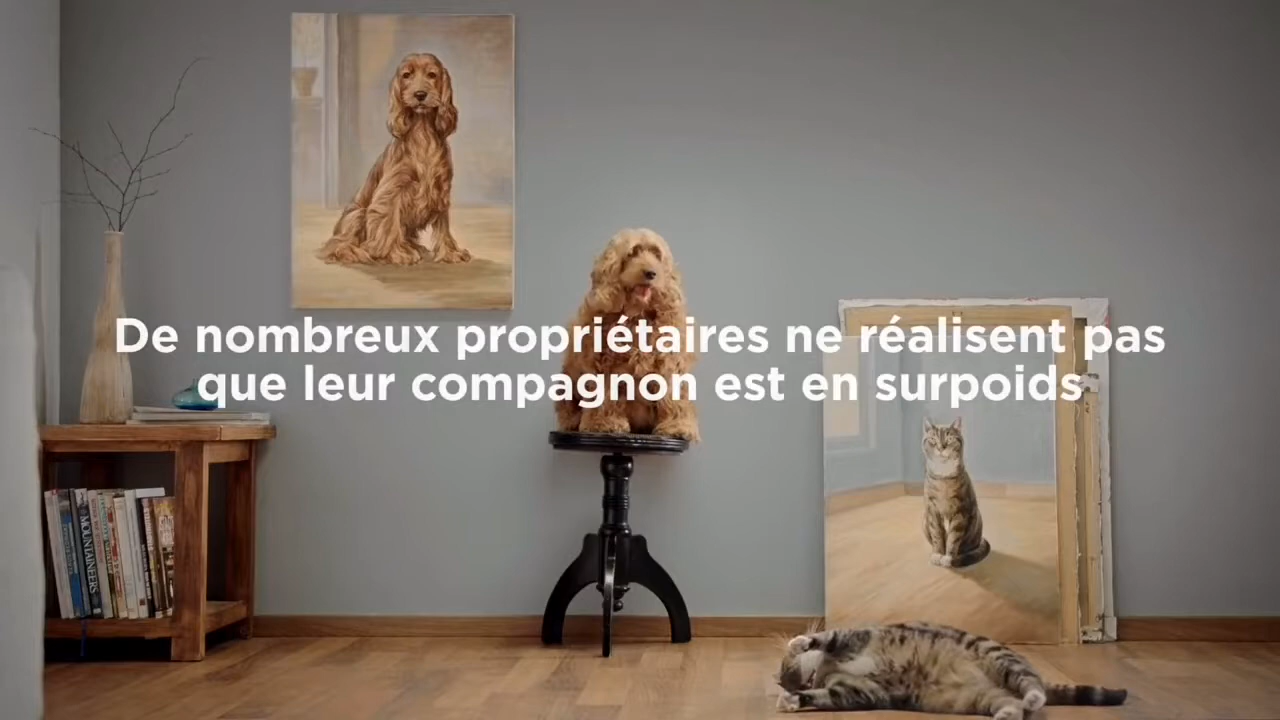 De nombreux propriétaires ne réalisent pas
que leur compagnon est en surpoids
MOUNTAINEERS